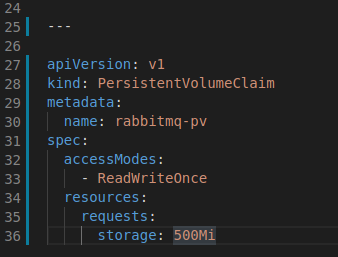 24
25 ---
26
27 apiVersion: v1
28 kind: PersistentVolumeClaim
29 metadata:
30   name: rabbitmq-pv
31 spec:
32   accessModes:
33     - ReadWriteOnce
34   resources:
35     requests:
36       storage: 500Mi